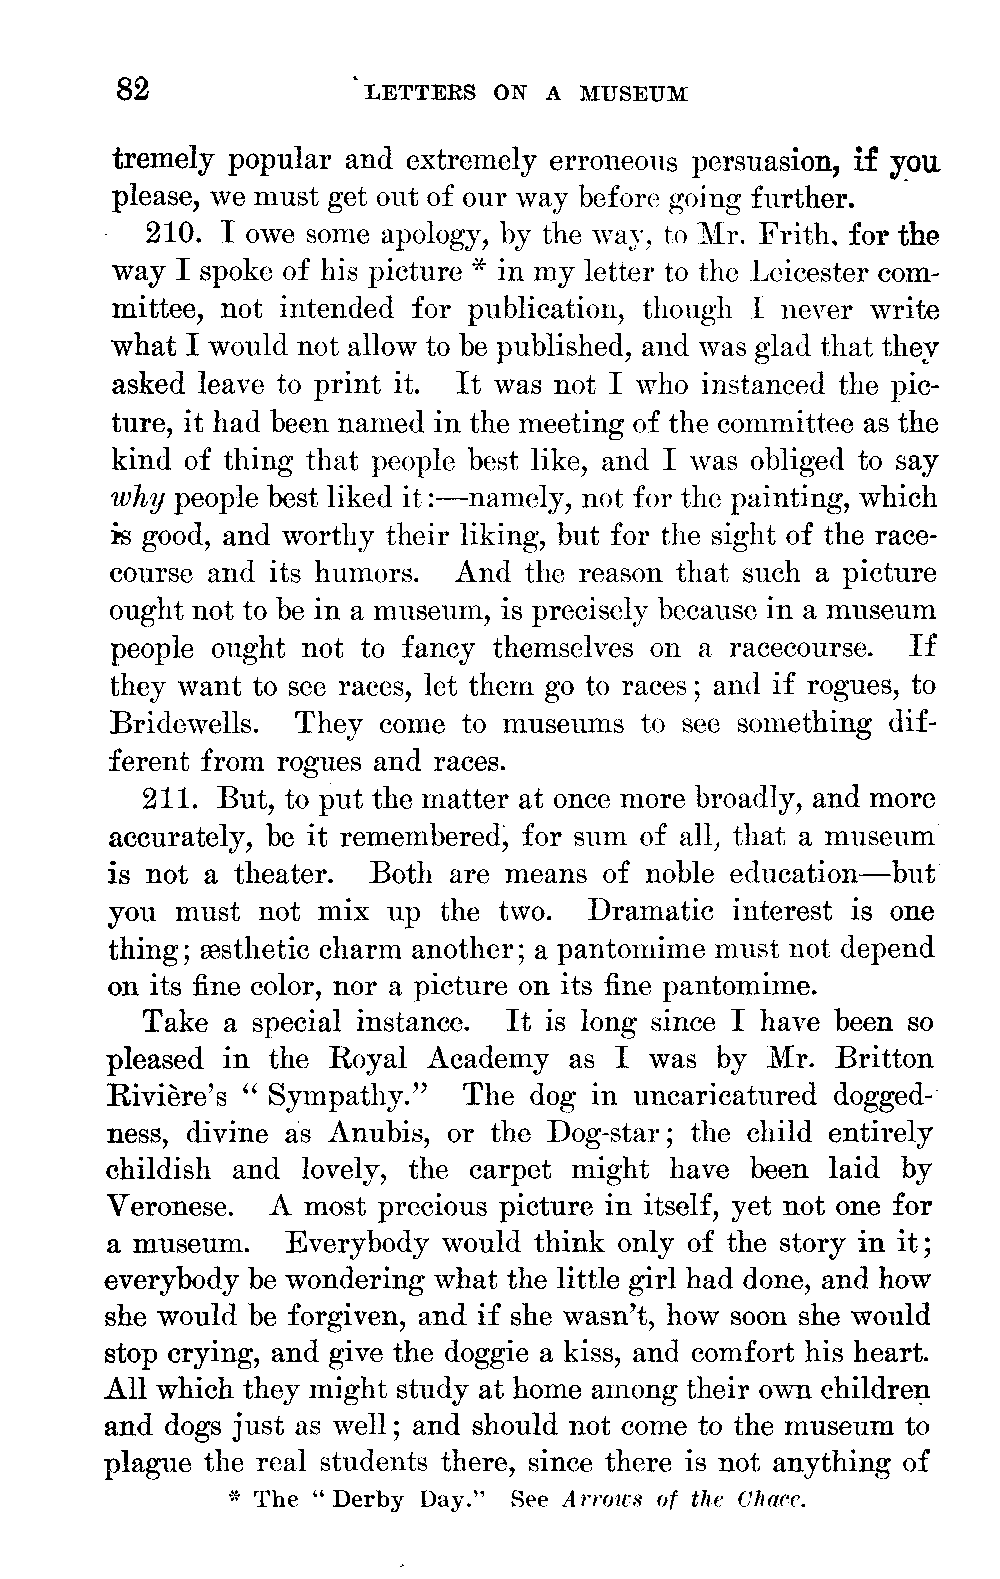 82 LETTERS ON A MUSEUM
tremely popular and extremely erroneous persuasion, if you
please, we must get out of our way before going further.
210. I owe some apology, by the way, to Mr. Frith, for the
way I spoke of his picture * in my letter to the Leicester com-
mittee, not intended for publication, though I never write
what I would not allow to be published, and was glad that they
asked leave to print it. It was not I who instanced the pic-
ture, it had been named in the meeting of the committee as the
kind of thing that people best like, and I was obliged to say
why people best liked it:—namely, not for the painting, which
is good, and worthy their liking, but for the sight of the race-
course and its humors. And the reason that such a picture
ought not to be in a museum, is precisely because in a museum
people ought not to fancy themselves on a racecourse. If
they want to see races, let them go to races; and if rogues, to
Bridewells. They come to museums to see something dif-
ferent from rogues and races.
211. But, to put the matter at once more broadly, and more
accurately, be it remembered, for sum of all, that a museum
is not a theater. Both are means of noble education—but
you must not mix up the two. Dramatic interest is one
thing; æsthetic charm another; a pantomime must not depend
on its fine color, nor a picture on its fine pantomime.
Take a special instance. It is long since I have been so
pleased in the Royal Academy as I was by Mr. Britton
Rivière's “Sympathy.” The dog in uncaricatured dogged-
ness, divine as Anubis, or the Dog-star; the child entirely
childish and lovely, the carpet might have been laid by
Veronese. A most precious picture in itself, yet not one for
a museum. Everybody would think only of the story in it;
everybody be wondering what the little girl had done, and how
she would be forgiven, and if she wasn't, how soon she would
stop crying, and give the doggie a kiss, and comfort his heart.
All which they might study at home among their own children
and dogs just as well; and should not come to the museum to
plague the real students there, since there is not anything of
* The “Derby Day.” See Arrows of the Chace.